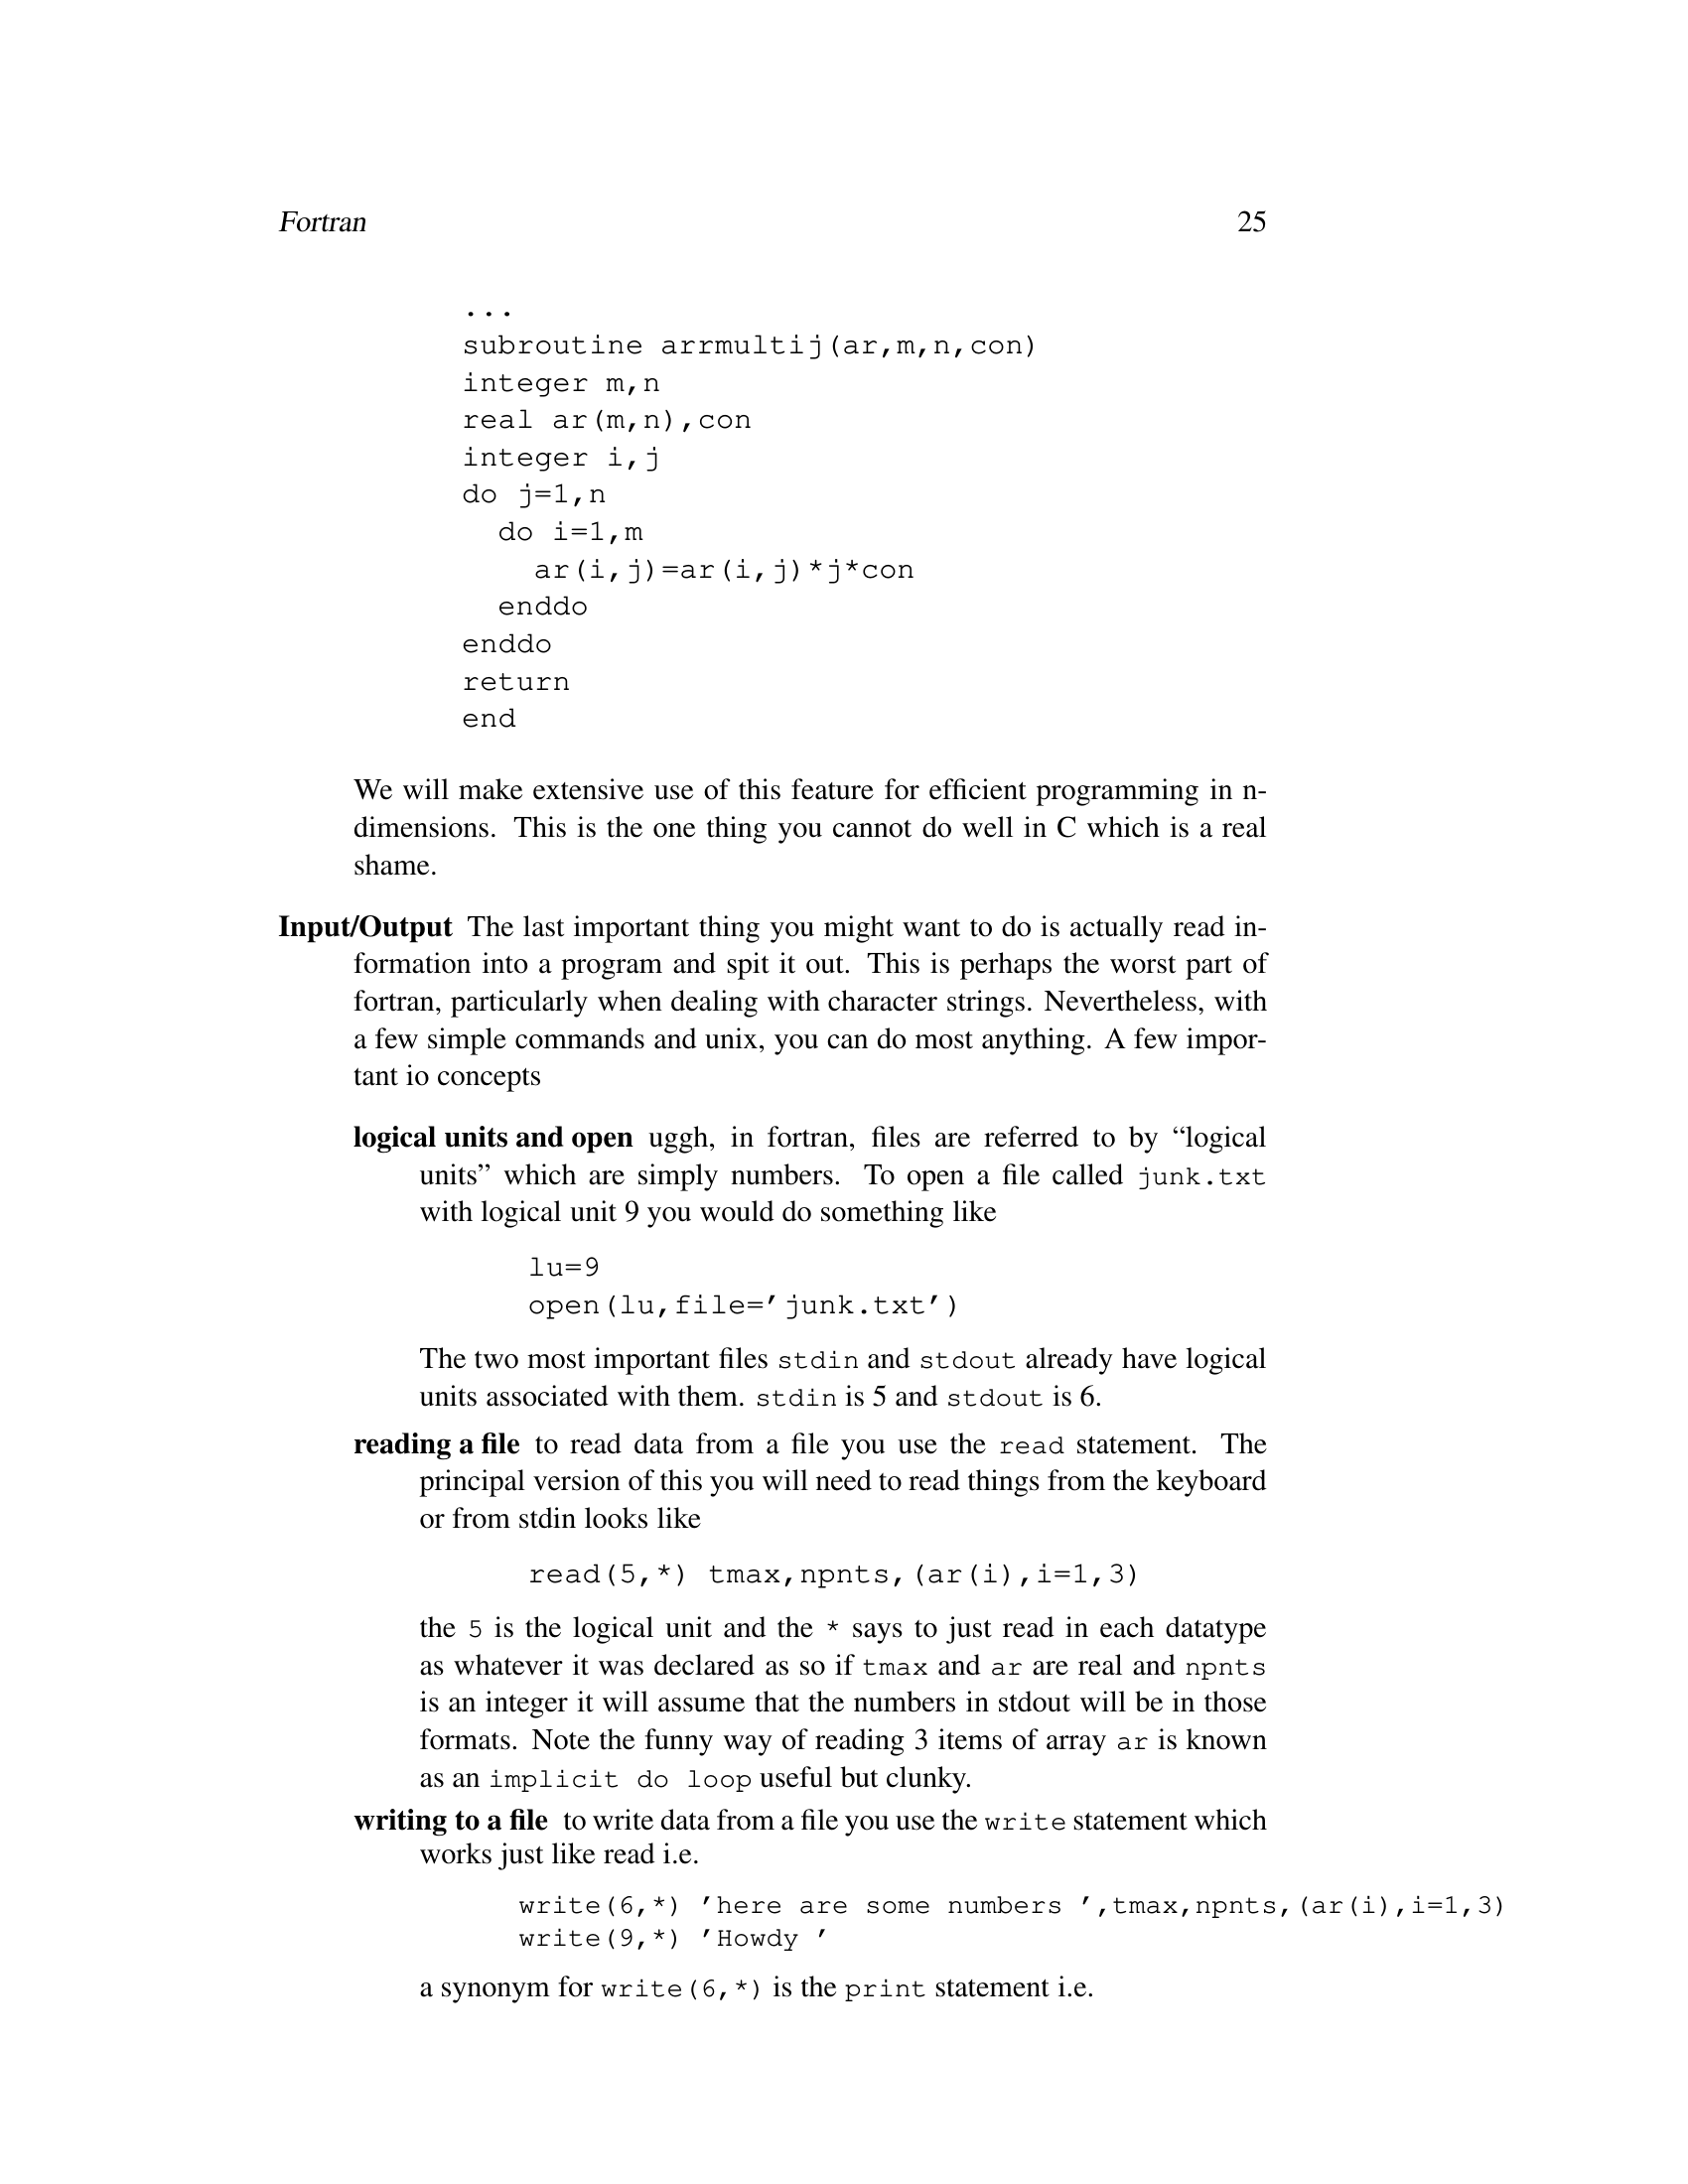 Fortran 25
...
subroutine arrmultij(ar,m,n,con)
integer m,n
real ar(m,n),con
integer i,j
do j=1,n
  do i=1,m
    ar(i,j)=ar(i,j)*j*con
  enddo
enddo
return
end
We will make extensive use of this feature for efficient programming in n-
dimensions. This is the one thing you cannot do well in C which is a real
shame.
Input/Output The last important thing you might want to do is actually read in-
formation into a program and spit it out. This is perhaps the worst part of
fortran, particularly when dealing with character strings. Nevertheless, with
a few simple commands and unix, you can do most anything. A few impor-
tant io concepts
logical units and open uggh, in fortran, files are referred to by “logical
units” which are simply numbers. To open a file called junk.txt
with logical unit 9 you would do something like
lu=9
open(lu,file=’junk.txt’)
The two most important files stdin and stdout already have logical
units associated with them. stdin is 5 and stdout is 6.
reading a file to read data from a file you use the read statement. The
principal version of this you will need to read things from the keyboard
or from stdin looks like
read(5,*) tmax,npnts,(ar(i),i=1,3)
the 5 is the logical unit and the * says to just read in each datatype
as whatever it was declared as so if tmax and ar are real and npnts
is an integer it will assume that the numbers in stdout will be in those
formats. Note the funny way of reading 3 items of array ar is known
as an implicit do loop useful but clunky.
writing to a file to write data from a file you use the write statement which
works just like read i.e.
write(6,*) ’here are some numbers ’,tmax,npnts,(ar(i),i=1,3)
write(9,*) ’Howdy ’
a synonym for write(6,*) is the print statement i.e.